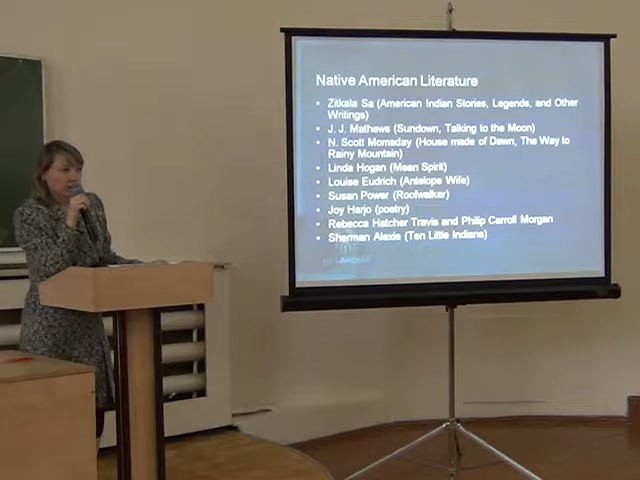 Native American Literature
• Zitkala Sa (American Indian Stories, Legends, and Other
Writings)
• J. J. Mathews (Sundown, Talking to the Moon)
• N. Scott Momaday (House made of Dawn, The Way to
Rainy Mountain)
• Linda Hogan (Mean Spirit)
• Louise Eudrich (Antelope Wife)
• Susan Power (Roofwalker)
• Joy Harjo (poetry)
• Rebecca Hatcher Travis and Philip Carroll Morgan
• Sherman Alexie (Ten Little Indians)